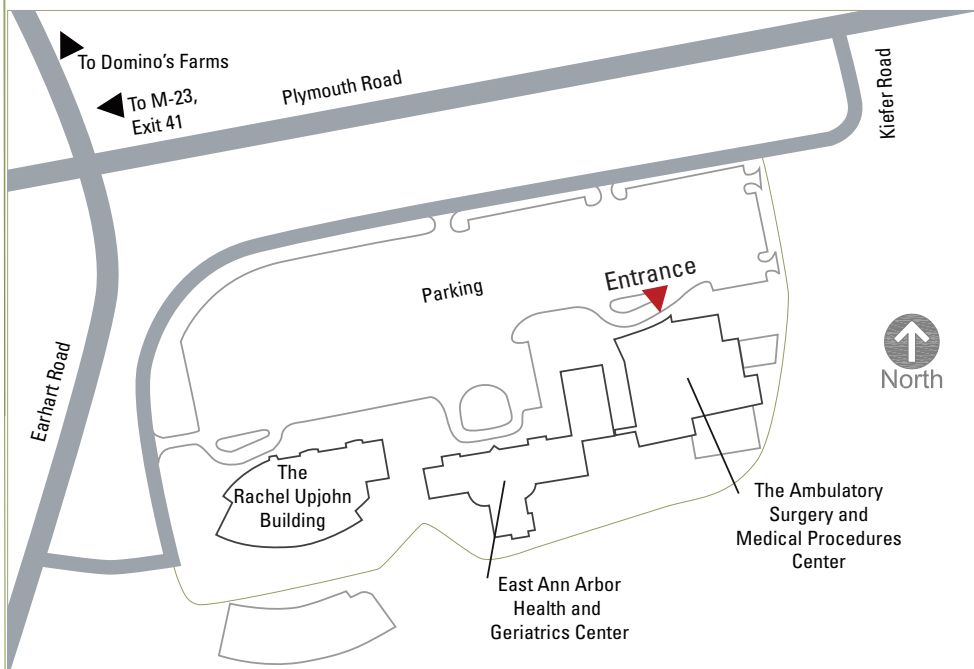 To Domino's Farms
To M-23,
Exit 41
Plymouth Road
Kiefer Road
Entrance
Parking
North
Earhart Road
The
Rachel Upjohn
Building
The Ambulatory
Surgery and
Medical Procedures
Center
East Ann Arbor
Health and
Geriatrics Center